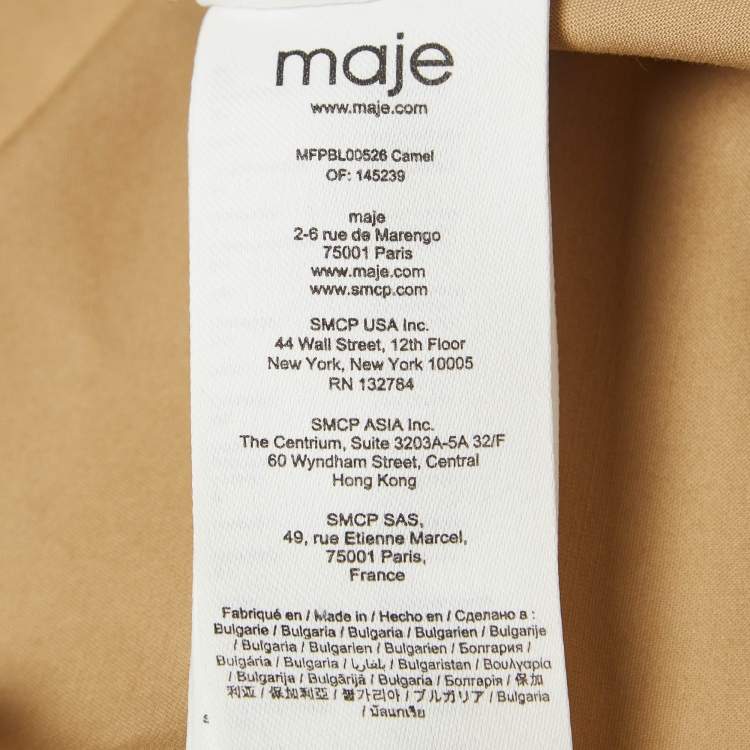 maje
www.maje.com
MFPBL00526 Camel
OF: 145239
maje
2-6 rue de Marengo
75001 Paris
www.maje.com
www.smcp.com
SMCP USA Inc.
44 Wall Street, 12th Floor
New York, New York 10005
RN 132784
SMCP ASIA Inc.
The Centrium, Suite 3203A-5A 32/F
60 Wyndham Street, Central
Hong Kong
SMCP SAS,
49, rue Etienne Marcel,
75001 Paris,
France
Fabriqué en / Made in / Hecho en / Сделано в :
Bulgarie / Bulgaria / Bulgaria / Bulgarien / Bulgarije
/ Bulgaria / Bulgarien / Bulgarien / Болгария /
Bulgária / Bulgaria / بلغاريا / Bulgaristan / Βουλγαρία
/ Bulgarija / Bulgārijā / Bulgaria / Bolgarija / 保加
利亚 / 保加利亞 / 불가리아 / ブルガリア / Bulgaria
/ บัลแกเรีย